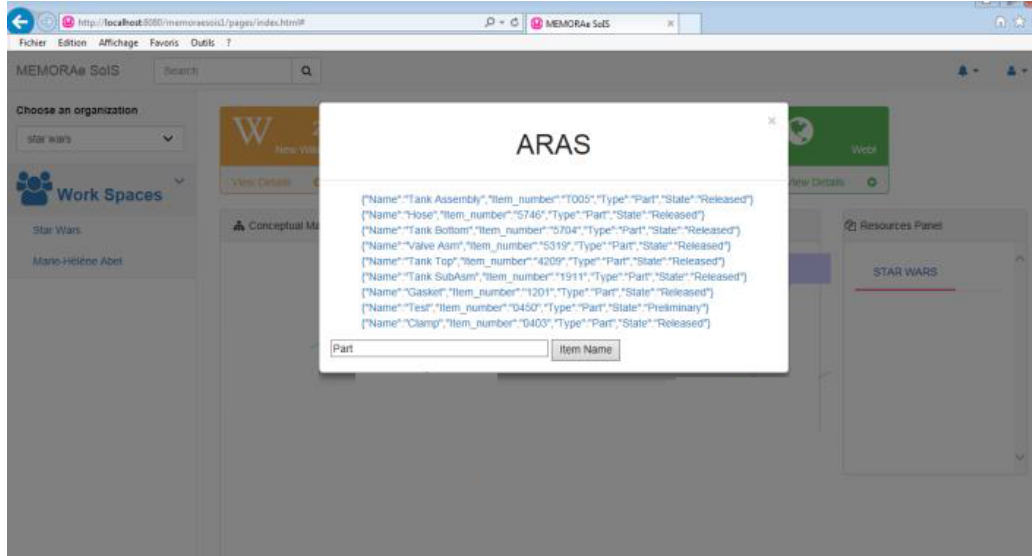 http://localhost:8080/memoraesois1/pages/index.html#
MEMORAe SoIS
Fichier Edition Affichage Favoris Outils ?
MEMORAe SoIS
Search
Choose an organization
star wars
W
New Wiki
Web!
View Details
View Details
Work Spaces
Star Wars
Marie-Hélène Abel
Conceptual Ma
Resources Panel
STAR WARS
×
ARAS
{"Name":"Tank Assembly","Item_number":"T005","Type":"Part","State":"Released"}
{"Name":"Hose","Item_number":"5746","Type":"Part","State":"Released"}
{"Name":"Tank Bottom","Item_number":"5704","Type":"Part","State":"Released"}
{"Name":"Valve Asm","Item_number":"5319","Type":"Part","State":"Released"}
{"Name":"Tank Top","Item_number":"4209","Type":"Part","State":"Released"}
{"Name":"Tank SubAsm","Item_number":"1911","Type":"Part","State":"Released"}
{"Name":"Gasket","Item_number":"1201","Type":"Part","State":"Released"}
{"Name":"Test","Item_number":"0450","Type":"Part","State":"Preliminary"}
{"Name":"Clamp","Item_number":"0403","Type":"Part","State":"Released"}
Part
Item Name